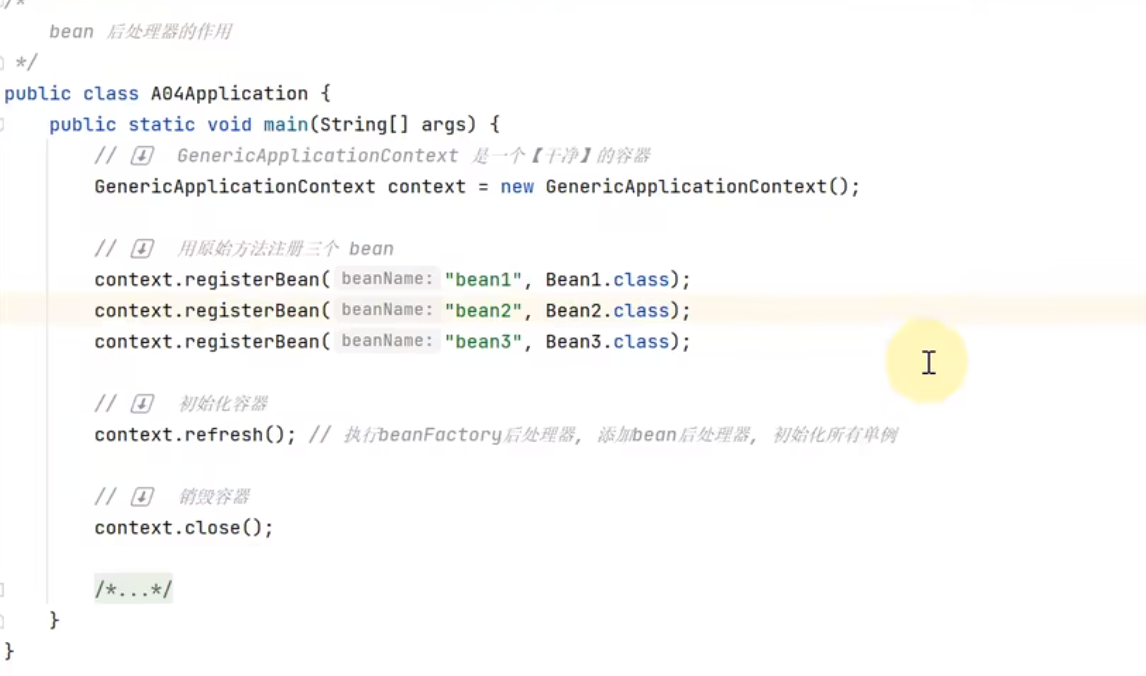 /*
bean 后处理器的作用
*/
public class A04Application {
public static void main(String[] args) {
// ⬇ GenericApplicationContext 是一个【干净】的容器
GenericApplicationContext context = new GenericApplicationContext();
// ⬇ 用原始方法注册三个 bean
context.registerBean( beanName: "bean1", Bean1.class);
context.registerBean( beanName: "bean2", Bean2.class);
context.registerBean( beanName: "bean3", Bean3.class);
// ⬇ 初始化容器
context.refresh(); // 执行beanFactory后处理器, 添加bean后处理器, 初始化所有单例
// ⬇ 销毁容器
context.close();
/*...*/
}
}